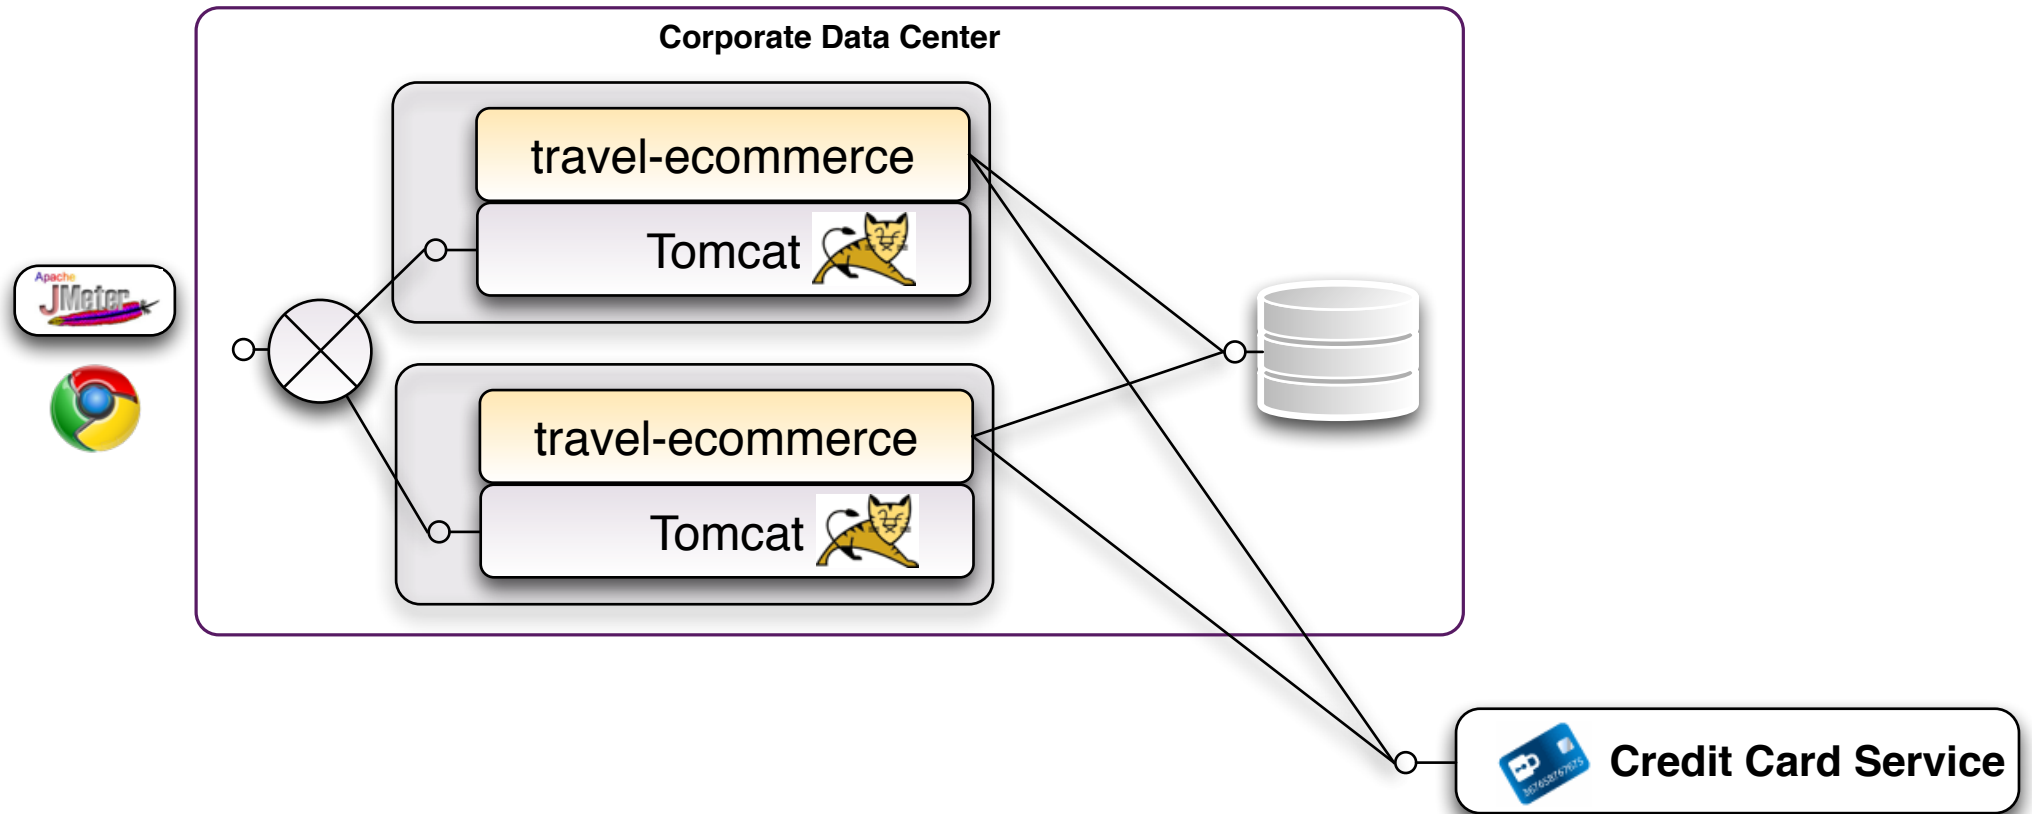 Corporate Data Center
travel-ecommerce
Tomcat
Apache
JMeter
travel-ecommerce
Tomcat
Credit Card Service